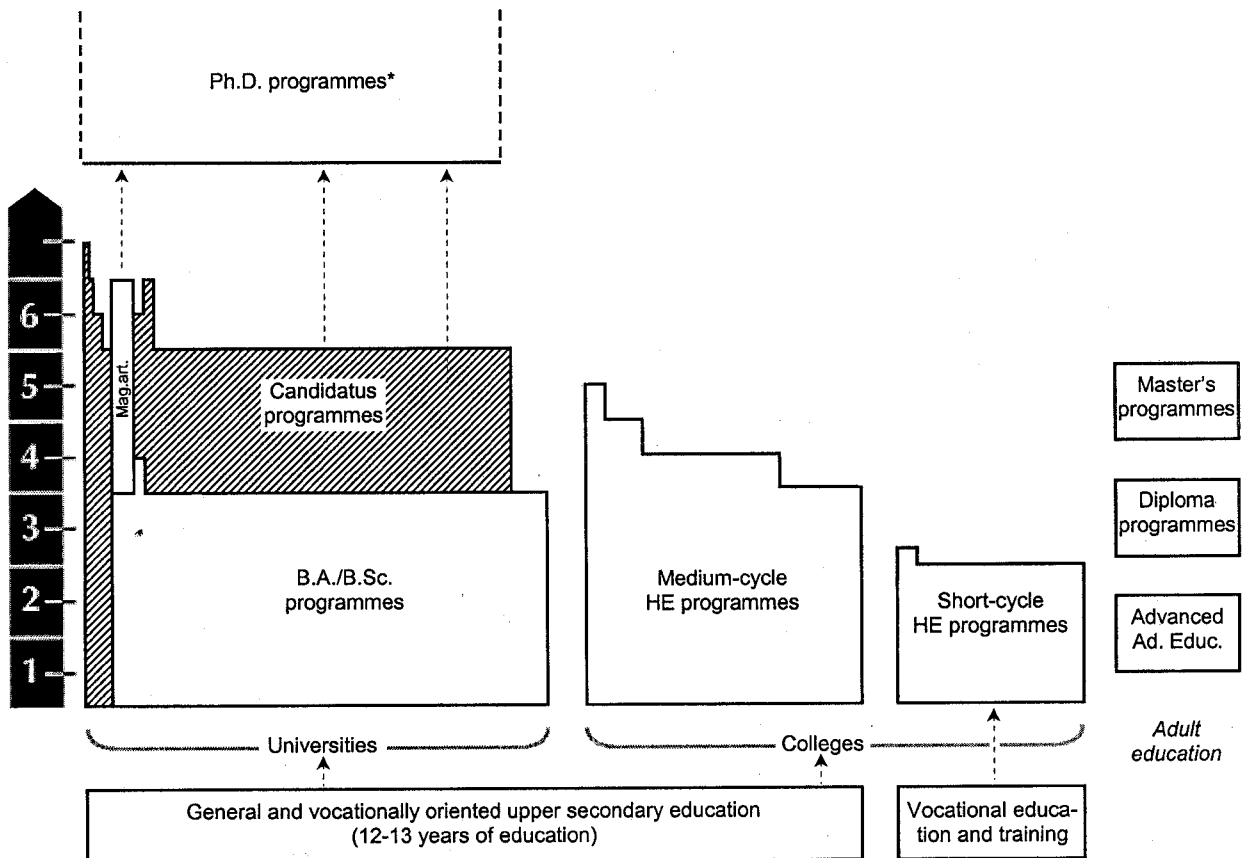 Ph.D. programmes*
6
5
4
3
2
1
Mag.art.
Candidatus
programmes
B.A./B.Sc.
programmes
Medium-cycle
HE programmes
Short-cycle
HE programmes
Master's
programmes
Diploma
programmes
Advanced
Ad. Educ.
Universities
Colleges
Adult
education
General and vocationally oriented upper secondary education
(12-13 years of education)
Vocational educa-
tion and training